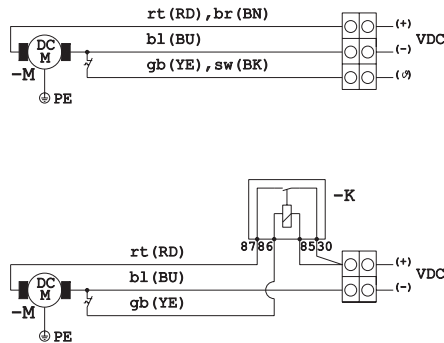 rt(RD),br(BN)
(+)
DC
M
bl(BU)
(-)
VDC
-M
gb(YE),sw(BK)
(ϑ)
PE
-K
87 86 85 30
rt(RD)
(+)
VDC
DC
M
bl(BU)
(-)
-M
gb(YE)
PE